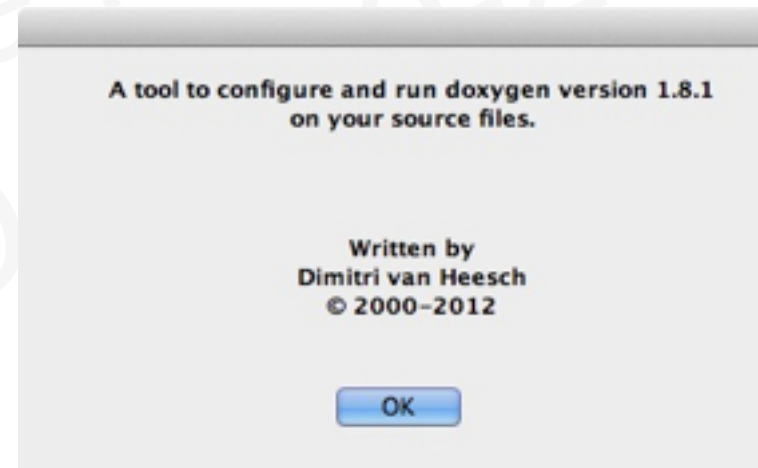 A tool to configure and run doxygen version 1.8.1
on your source files.
Written by
Dimitri van Heesch
© 2000-2012
OK